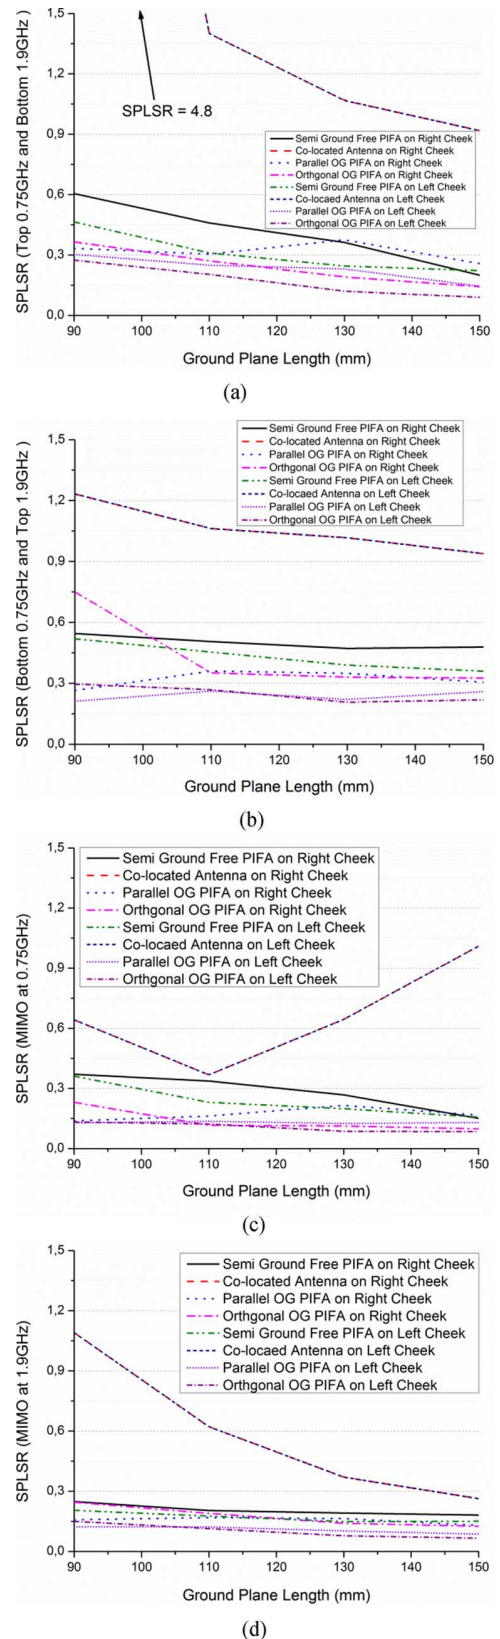 SPLSR (Top 0.75GHz and Bottom 1.9GHz)
1,5
1,2
0,9
0,6
0,3
0,0
SPLSR = 4.8
Semi Ground Free PIFA on Right Cheek
Co-located Antenna on Right Cheek
Parallel OG PIFA on Right Cheek
Orthogonal OG PIFA on Right Cheek
Semi Ground Free PIFA on Left Cheek
Co-locaed Antenna on Left Cheek
Parallel OG PIFA on Left Cheek
Orthogonal OG PIFA on Left Cheek
90 100 110 120 130 140 150
Ground Plane Length (mm)
(a)
SPLSR (Bottom 0.75GHz and Top 1.9GHz )
1,5
1,2
0,9
0,6
0,3
0,0
Semi Ground Free PIFA on Right Cheek
Co-located Antenna on Right Cheek
Parallel OG PIFA on Right Cheek
Orthgonal OG PIFA on Right Cheek
Semi Ground Free PIFA on Left Cheek
Co-locaed Antenna on Left Cheek
Parallel OG PIFA on Left Cheek
Orthgonal OG PIFA on Left Cheek
90 100 110 120 130 140 150
Ground Plane Length (mm)
(b)
SPLSR (MIMO at 0.75GHz)
1,5
1,2
0,9
0,6
0,3
0,0
Semi Ground Free PIFA on Right Cheek
Co-located Antenna on Right Cheek
Parallel OG PIFA on Right Cheek
Orthgonal OG PIFA on Right Cheek
Semi Ground Free PIFA on Left Cheek
Co-locaed Antenna on Left Cheek
Parallel OG PIFA on Left Cheek
Orthgonal OG PIFA on Left Cheek
90 100 110 120 130 140 150
Ground Plane Length (mm)
(c)
SPLSR (MIMO at 1.9GHz)
1,5
1,2
0,9
0,6
0,3
0,0
Semi Ground Free PIFA on Right Cheek
Co-located Antenna on Right Cheek
Parallel OG PIFA on Right Cheek
Orthgonal OG PIFA on Right Cheek
Semi Ground Free PIFA on Left Cheek
Co-locaed Antenna on Left Cheek
Parallel OG PIFA on Left Cheek
Orthgonal OG PIFA on Left Cheek
90 100 110 120 130 140 150
Ground Plane Length (mm)
(d)